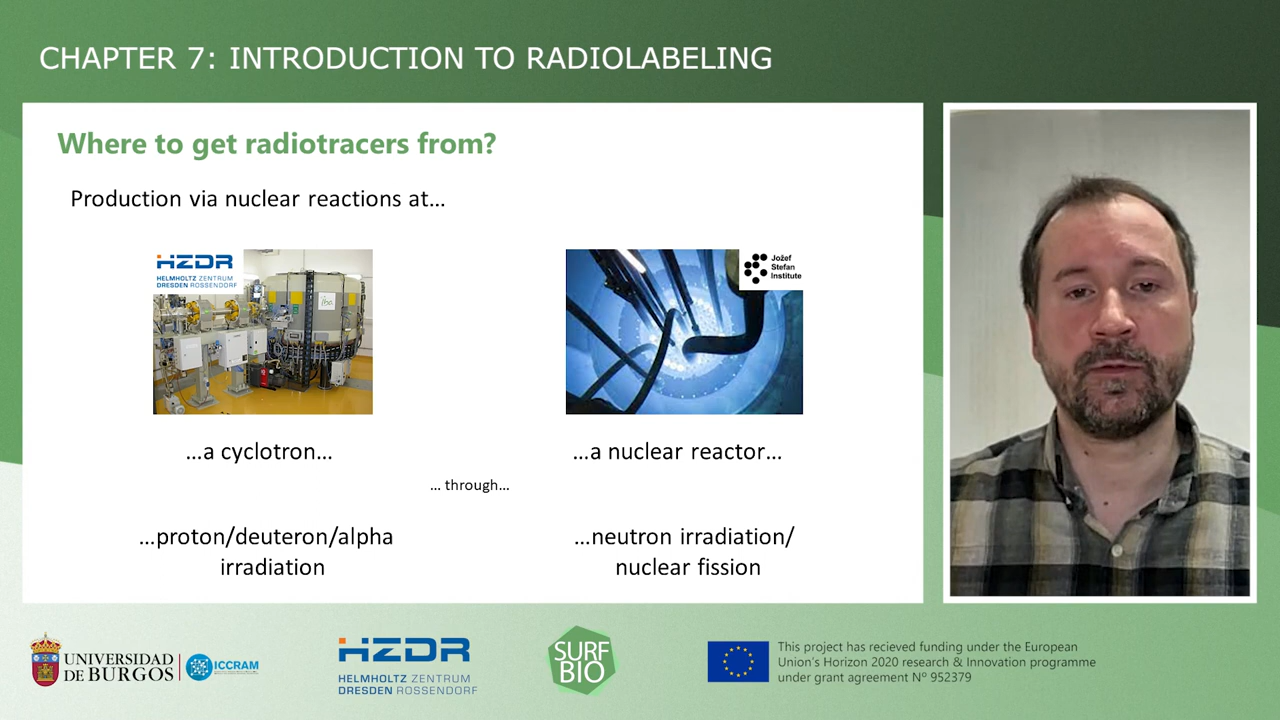 CHAPTER 7: INTRODUCTION TO RADIOLABELING
Where to get radiotracers from?
Production via nuclear reactions at...
HZDR
HELMHOLTZ ZENTRUM
DRESDEN ROSSENDORF
iba
Jožef
Stefan
Institute
...a cyclotron...
...a nuclear reactor...
... through...
...proton/deuteron/alpha
irradiation
...neutron irradiation/
nuclear fission
UNIVERSIDAD
DE BURGOS
ICCRAM
HZDR
HELMHOLTZ ZENTRUM
DRESDEN ROSSENDORF
SURF
BIO
This project has recieved funding under the European
Union's Horizon 2020 research & Innovation programme
under grant agreement Nº 952379